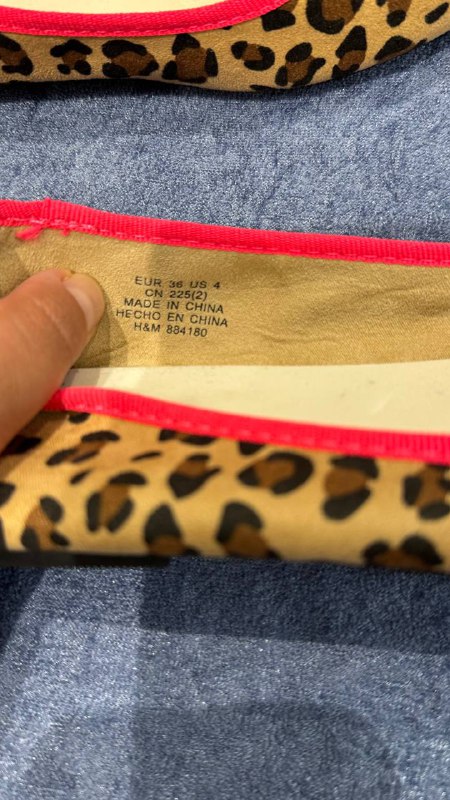 EUR 36 US 4
CN 225(2)
MADE IN CHINA
HECHO EN CHINA
H&M 884180